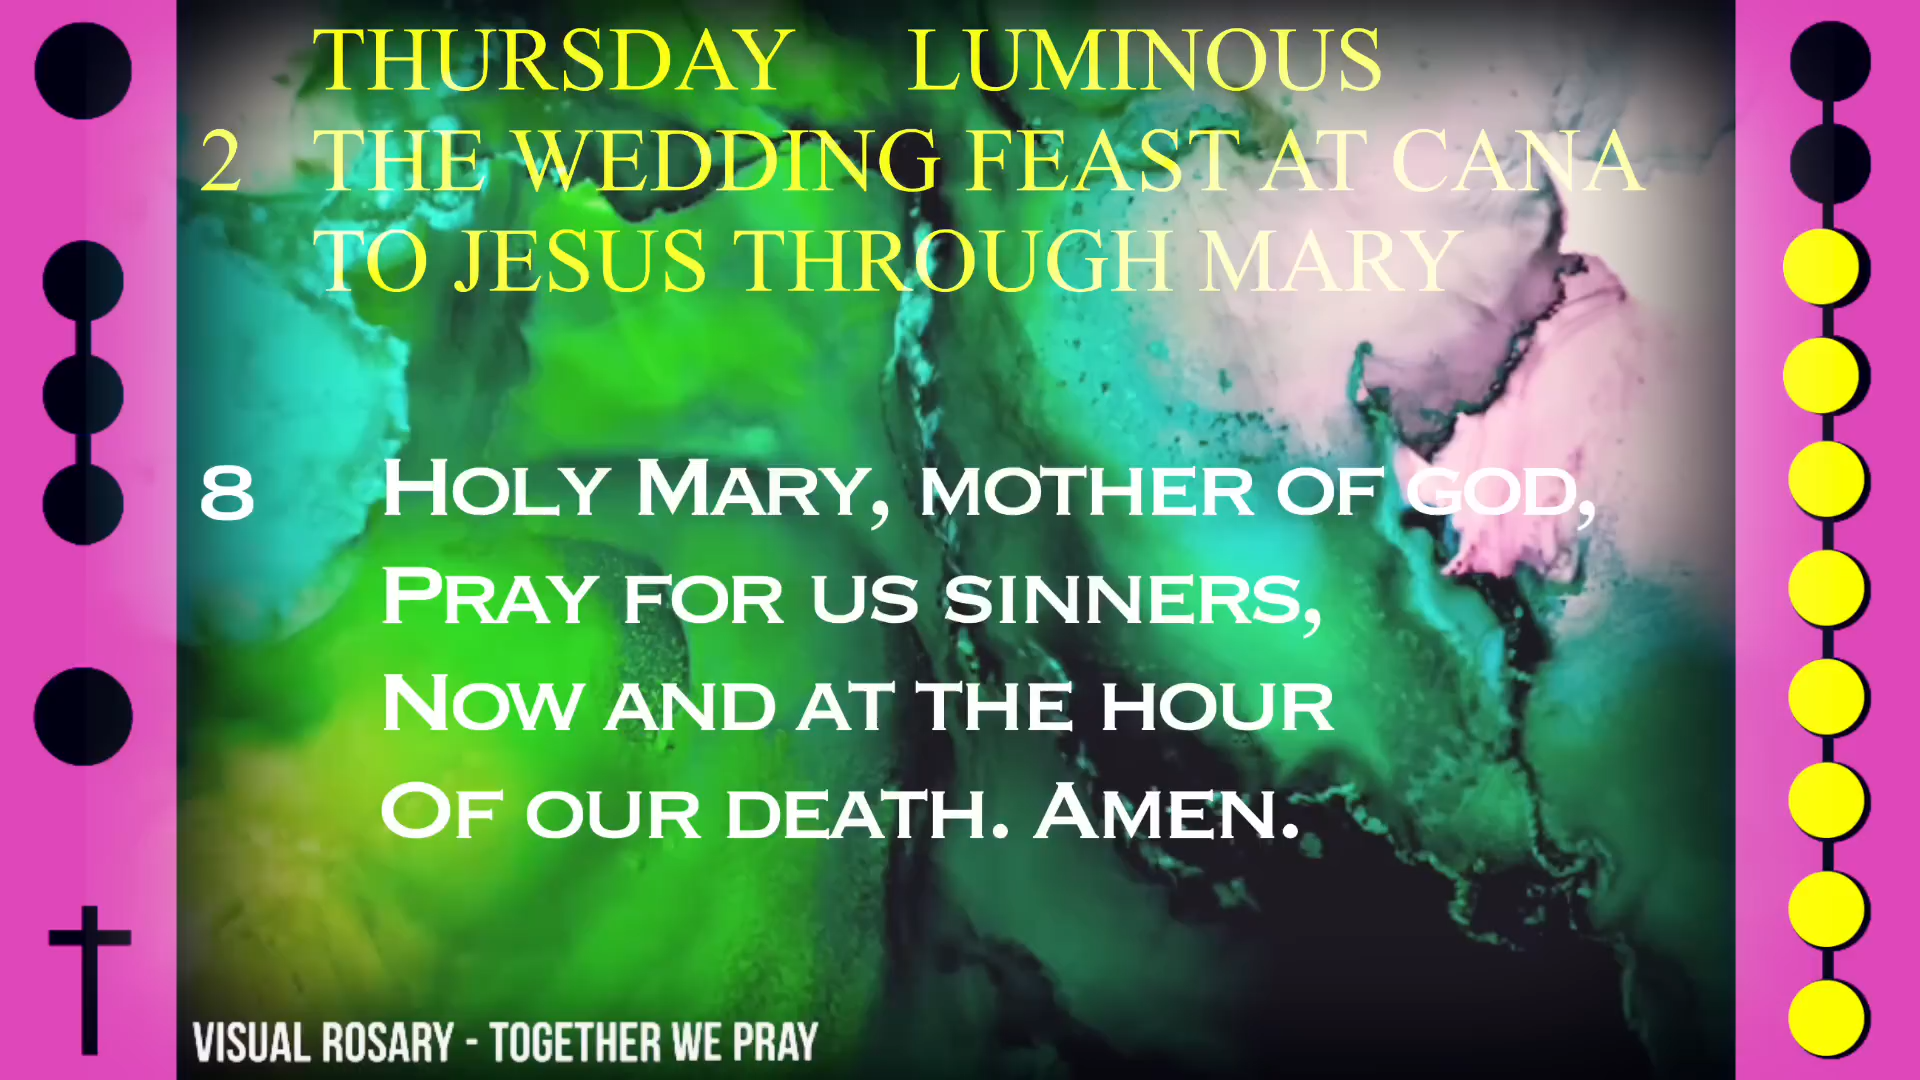 THURSDAY LUMINOUS
2 THE WEDDING FEAST AT CANA
TO JESUS THROUGH MARY
8 HOLY MARY, MOTHER OF GOD,
PRAY FOR US SINNERS,
NOW AND AT THE HOUR
OF OUR DEATH. AMEN.
VISUAL ROSARY - TOGETHER WE PRAY